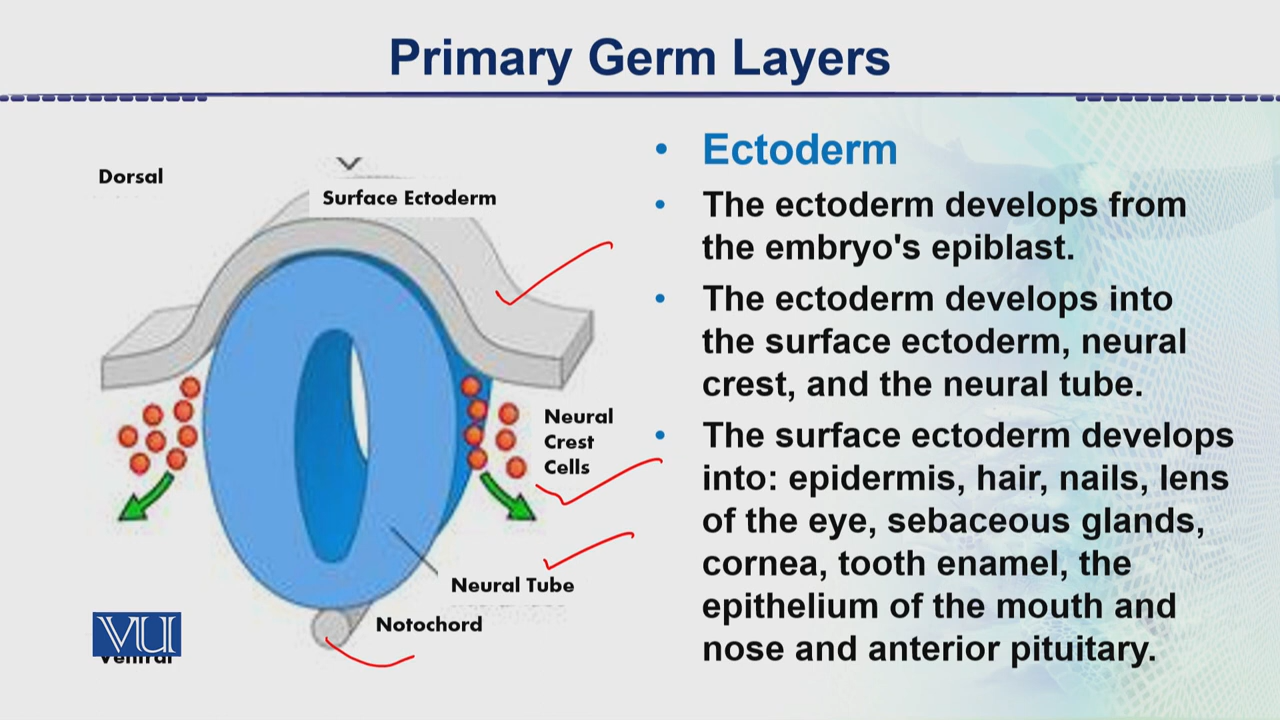 Primary Germ Layers
Dorsal
Surface Ectoderm
Neural
Crest
Cells
Neural Tube
Notochord
VU
Ventral
• Ectoderm
• The ectoderm develops from
the embryo's epiblast.
• The ectoderm develops into
the surface ectoderm, neural
crest, and the neural tube.
• The surface ectoderm develops
into: epidermis, hair, nails, lens
of the eye, sebaceous glands,
cornea, tooth enamel, the
epithelium of the mouth and
nose and anterior pituitary.